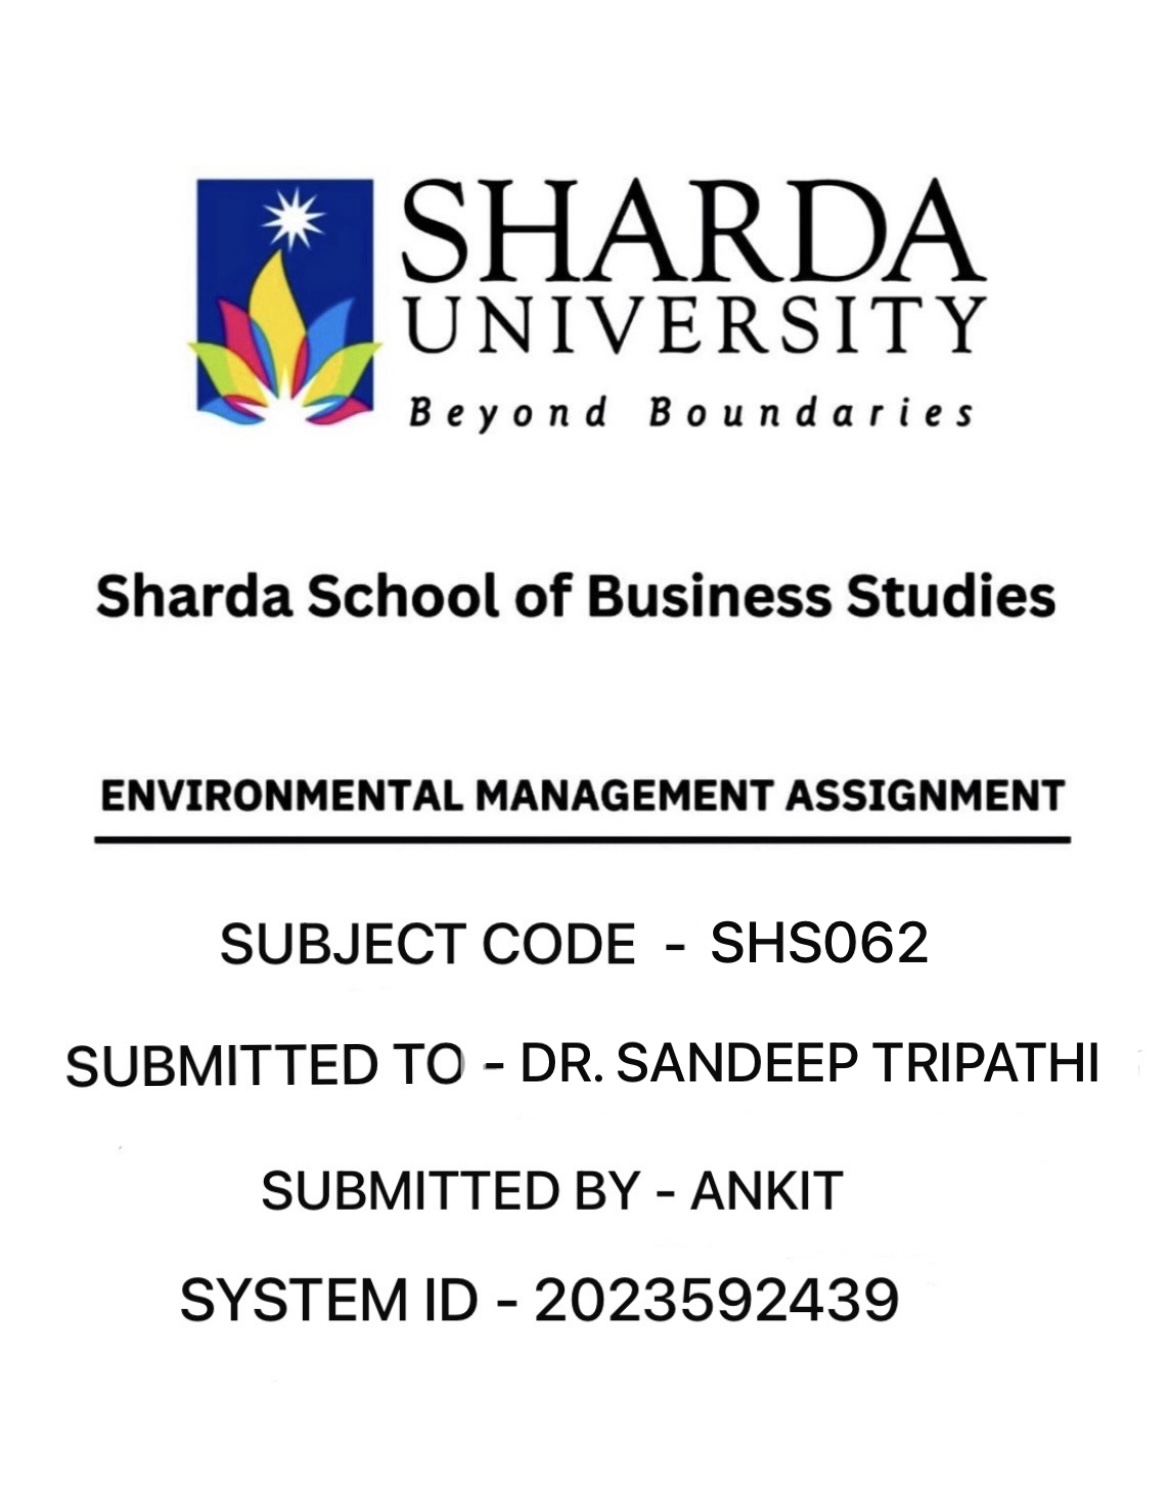 SHARDA
UNIVERSITY
Beyond Boundaries
Sharda School of Business Studies
ENVIRONMENTAL MANAGEMENT ASSIGNMENT
SUBJECT CODE - SHS062
SUBMITTED TO - DR. SANDEEP TRIPATHI
SUBMITTED BY - ANKIT
SYSTEM ID - 2023592439